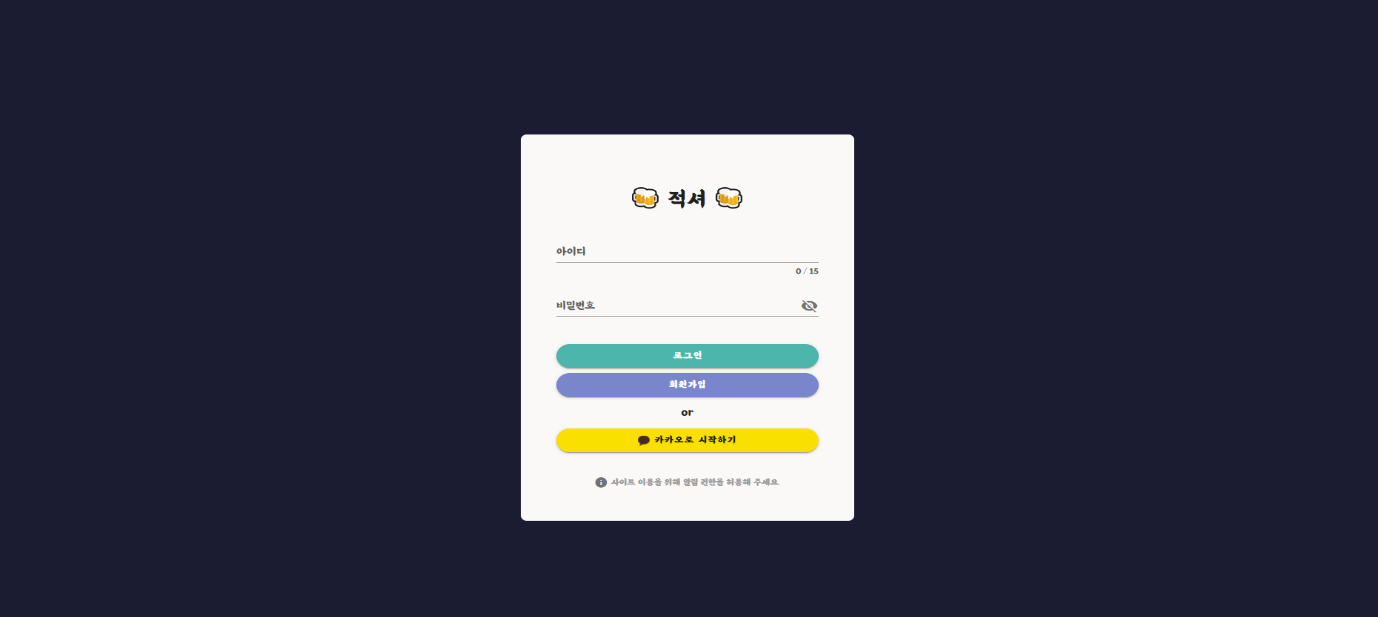 적셔
아이디
0 / 15
비밀번호
로그인
회원가입
or
카카오로 시작하기
사이트 이용을 위해 알림 권한을 허용해 주세요